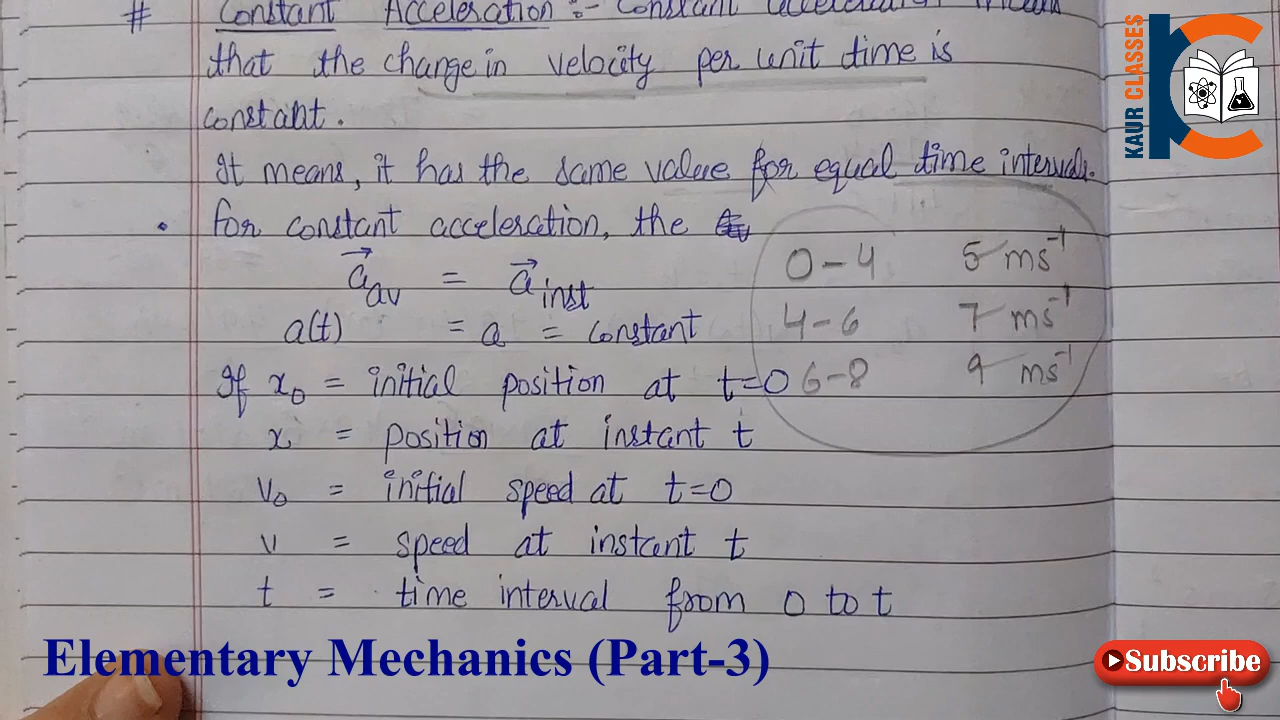 # Constant Acceleration :- Constant acceleration mean
that the change in velocity per unit time is
constant.
It means, it has the same value for equal time intervals.
• For constant acceleration, the
a⃗av = a⃗inst
a(t) = a = constant
0-4 5 ms⁻¹
4-6 7 ms⁻¹
6-8 9 ms⁻¹
If x₀ = initial position at t=0
x = position at instant t
v₀ = initial speed at t=0
v = speed at instant t
t = time interval from 0 to t
KAUR CLASSES
Elementary Mechanics (Part-3)
Subscribe